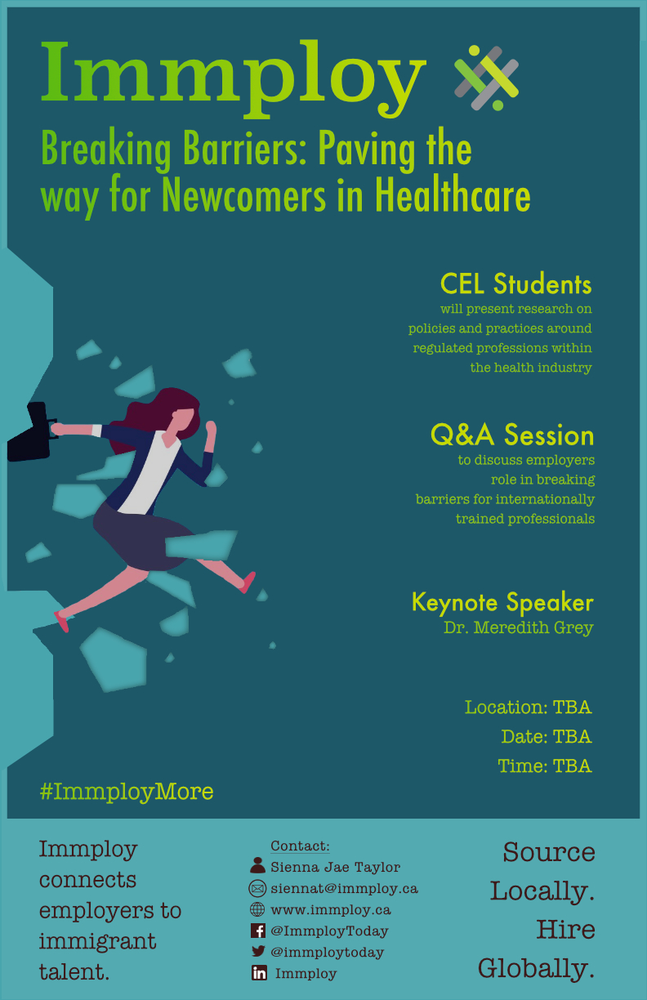 Immploy
Breaking Barriers: Paving the
way for Newcomers in Healthcare
CEL Students
will present research on
policies and practices around
regulated professions within
the health industry
Q&A Session
to discuss employers
role in breaking
barriers for internationally
trained professionals
Keynote Speaker
Dr. Meredith Grey
Location: TBA
Date: TBA
Time: TBA
#ImmployMore
Immploy
connects
employers to
immigrant
talent.
Contact:
Sienna Jae Taylor
siennat@immploy.ca
www.immploy.ca
@ImmployToday
@immploytoday
Immploy
Source
Locally.
Hire
Globally.